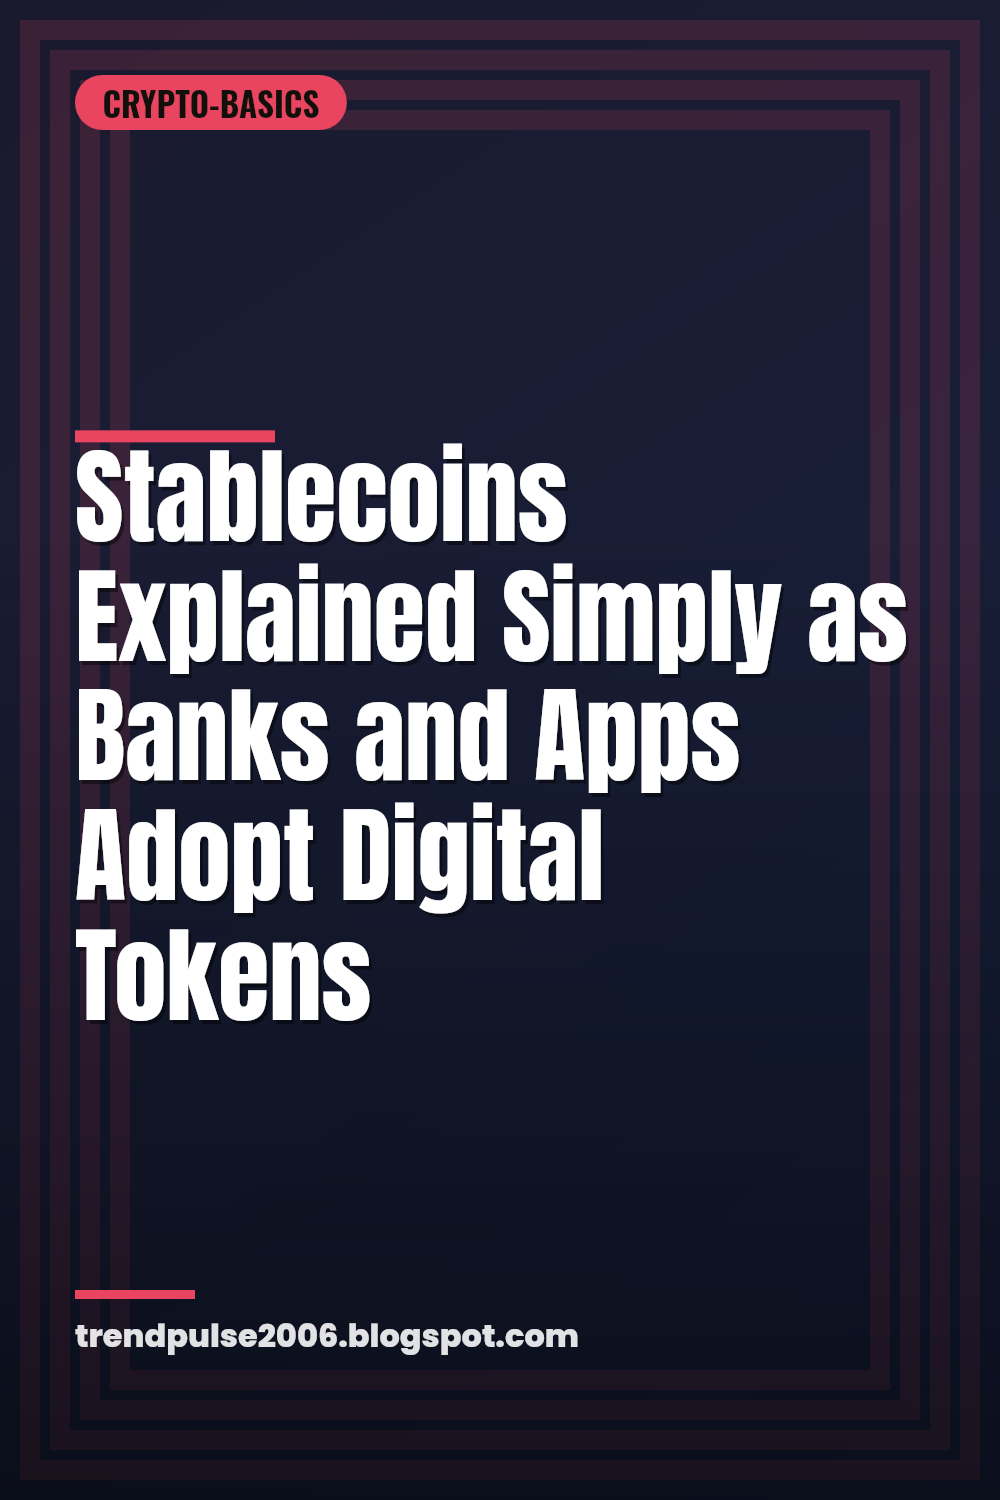 CRYPTO-BASICS
Stablecoins
Explained Simply as
Banks and Apps
Adopt Digital
Tokens
trendpulse2006.blogspot.com